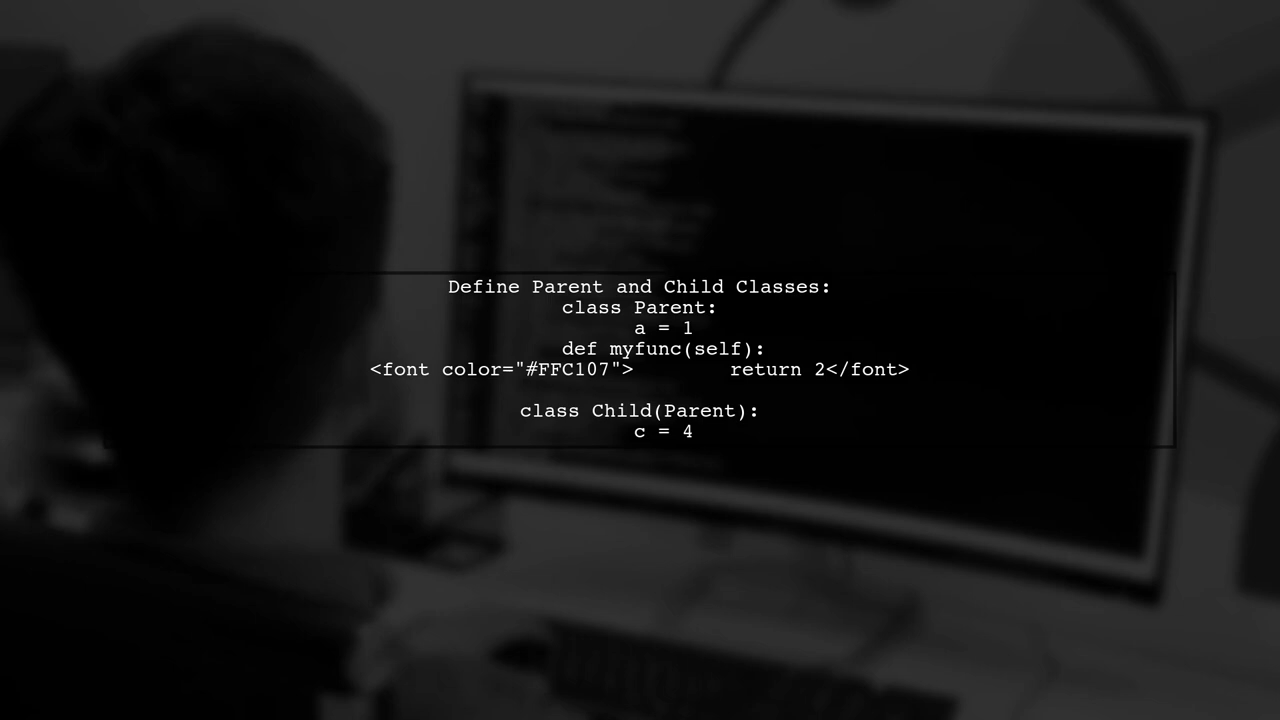 Define Parent and Child Classes:
class Parent:
a = 1
def myfunc(self):
<font color="#FFC107">        return 2</font>
class Child(Parent):
c = 4